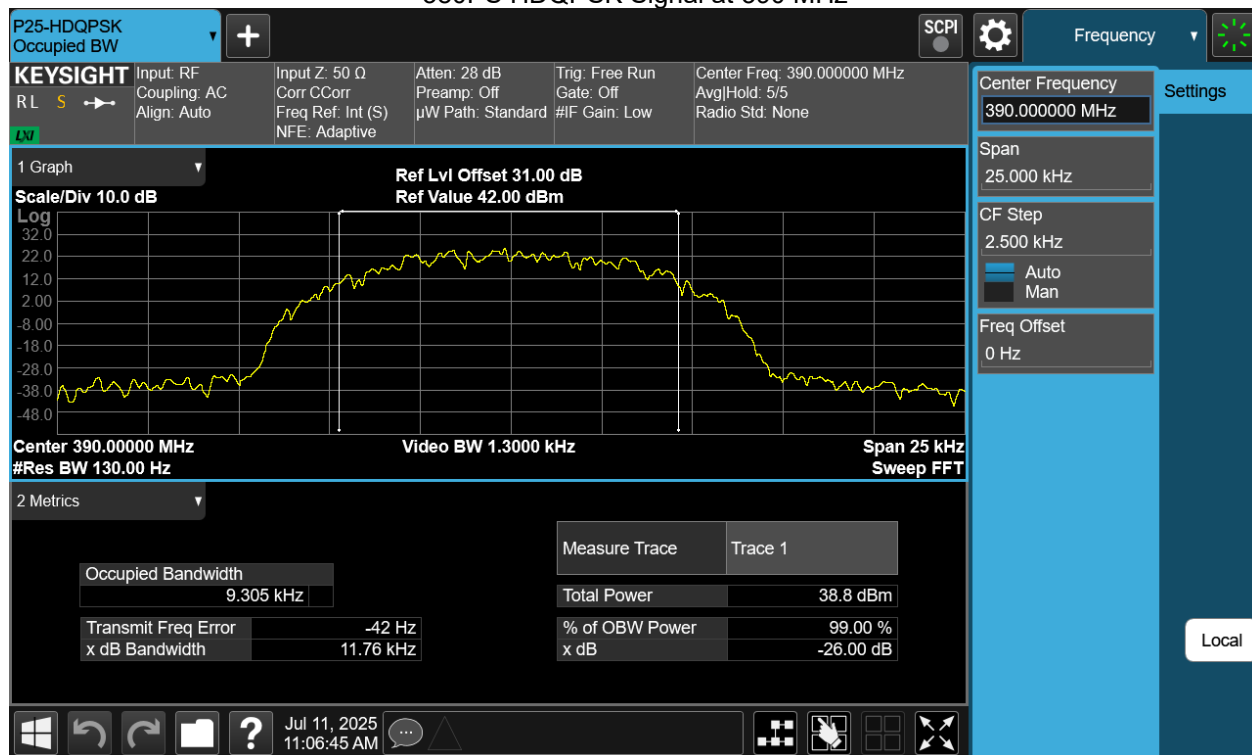 P25-HDQPSK
Occupied BW
SCPI
Frequency
KEYSIGHT
R L S
LXI
Input: RF
Coupling: AC
Align: Auto
Input Z: 50 Ω
Corr CCorr
Freq Ref: Int (S)
NFE: Adaptive
Atten: 28 dB
Preamp: Off
µW Path: Standard
Trig: Free Run
Gate: Off
#IF Gain: Low
Center Freq: 390.000000 MHz
Avg|Hold: 5/5
Radio Std: None
Center Frequency
390.000000 MHz
Settings
Span
25.000 kHz
CF Step
2.500 kHz
Auto
Man
Freq Offset
0 Hz
Local
1 Graph
Ref Lvl Offset 31.00 dB
Scale/Div 10.0 dB
Ref Value 42.00 dBm
Log
32.0
22.0
12.0
2.00
-8.00
-18.0
-28.0
-38.0
-48.0
Center 390.00000 MHz
Video BW 1.3000 kHz
Span 25 kHz
#Res BW 130.00 Hz
Sweep FFT
2 Metrics
Measure Trace
Trace 1
Occupied Bandwidth
9.305 kHz
Total Power
38.8 dBm
Transmit Freq Error
-42 Hz
% of OBW Power
99.00 %
x dB Bandwidth
11.76 kHz
x dB
-26.00 dB
?
Jul 11, 2025
11:06:45 AM